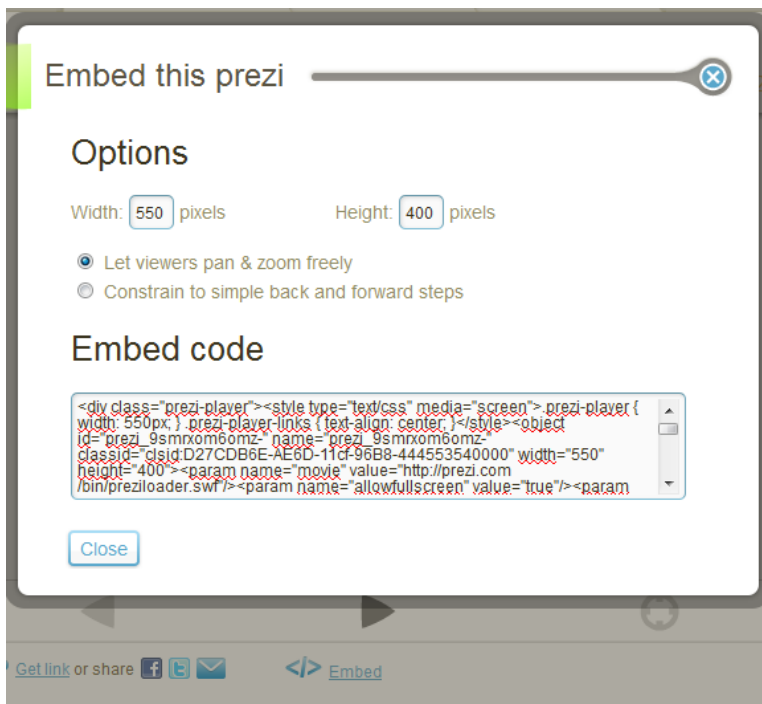 Embed this prezi
Options
Width: 550 pixels Height: 400 pixels
Let viewers pan & zoom freely
Constrain to simple back and forward steps
Embed code
<div class="prezi-player"><style type="text/css" media="screen">.prezi-player {
width: 550px; } .prezi-player-links { text-align: center; }</style><object
id="prezi_9smrxom6omz-" name="prezi_9smrxom6omz-"
classid="clsid:D27CDB6E-AE6D-11cf-96B8-444553540000" width="550"
height="400"><param name="movie" value="http://prezi.com
/bin/preziloader.swf"/><param name="allowfullscreen" value="true"/><param
Close
Get link or share f t </> Embed